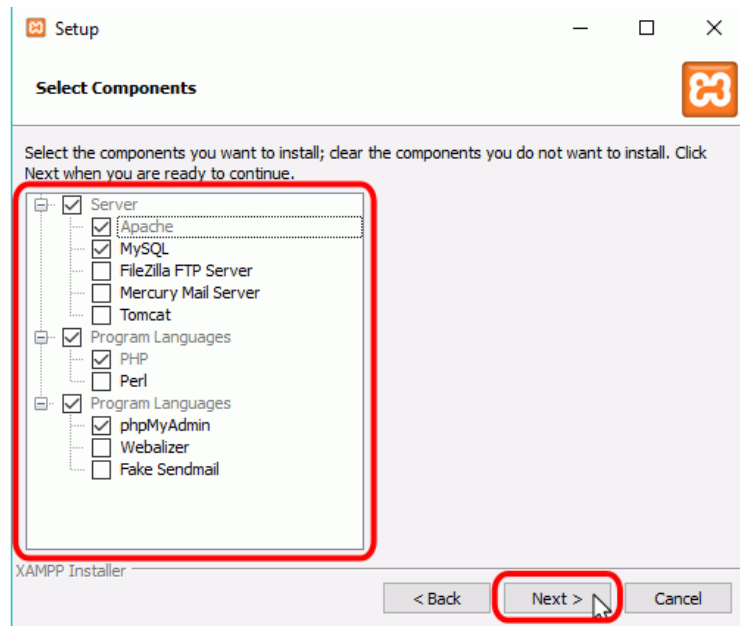 Setup
Select Components
Select the components you want to install; clear the components you do not want to install. Click
Next when you are ready to continue.
Server
Apache
MySQL
FileZilla FTP Server
Mercury Mail Server
Tomcat
Program Languages
PHP
Perl
Program Languages
phpMyAdmin
Webalizer
Fake Sendmail
XAMPP Installer
< Back Next > Cancel